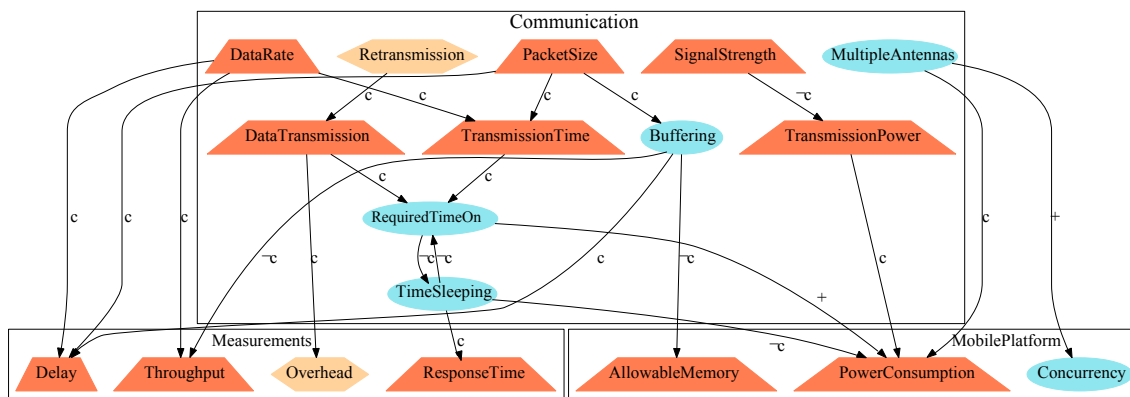 Communication
DataRate
Retransmission
PacketSize
SignalStrength
MultipleAntennas
c
c
c
c
¬c
DataTransmission
TransmissionTime
Buffering
TransmissionPower
c
c
RequiredTimeOn
c
c
c
c
c
+
¬c
c
¬c
¬c
c
¬c
c
TimeSleeping
+
c
¬c
Measurements
MobilePlatform
Delay
Throughput
Overhead
ResponseTime
AllowableMemory
PowerConsumption
Concurrency